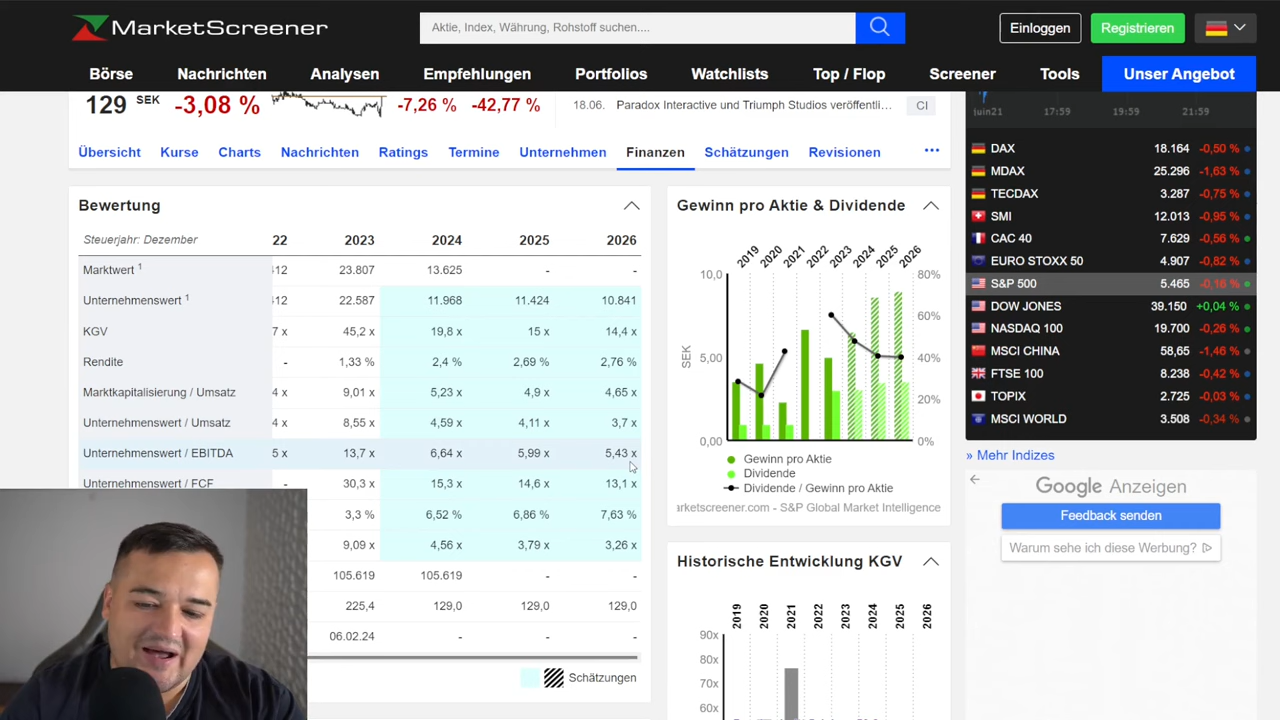 MarketScreener
Aktie, Index, Währung, Rohstoff suchen....
Einloggen
Registrieren
Börse Nachrichten Analysen Empfehlungen Portfolios Watchlists Top / Flop Screener Tools Unser Angebot
129 SEK -3,08 % -7,26 % -42,77 % 18.06. Paradox Interactive und Triumph Studios veröffentli… CI
Übersicht Kurse Charts Nachrichten Ratings Termine Unternehmen Finanzen Schätzungen Revisionen ...
Bewertung
Steuerjahr: Dezember 22 2023 2024 2025 2026
Marktwert 1 412 23.807 13.625 - -
Unternehmenswert 1 412 22.587 11.968 11.424 10.841
KGV 7 x 45,2 x 19,8 x 15 x 14,4 x
Rendite - 1,33 % 2,4 % 2,69 % 2,76 %
Marktkapitalisierung / Umsatz 4 x 9,01 x 5,23 x 4,9 x 4,65 x
Unternehmenswert / Umsatz 4 x 8,55 x 4,59 x 4,11 x 3,7 x
Unternehmenswert / EBITDA 5 x 13,7 x 6,64 x 5,99 x 5,43 x
Unternehmenswert / FCF - 30,3 x 15,3 x 14,6 x 13,1 x
3,3 % 6,52 % 6,86 % 7,63 %
9,09 x 4,56 x 3,79 x 3,26 x
105.619 105.619 - -
225,4 129,0 129,0 129,0
06.02.24 - - -
Schätzungen
Gewinn pro Aktie & Dividende
2019 2020 2021 2022 2023 2024 2025 2026
10,0 80%
60%
SEK 5,00 40%
20%
0,00 0%
Gewinn pro Aktie
Dividende
Dividende / Gewinn pro Aktie
arketscreener.com - S&P Global Market Intelligence
Historische Entwicklung KGV
2019 2020 2021 2022 2023 2024 2025 2026
90x
80x
70x
60x
juin21 17:59 19:59 21:59
DAX 18.164 -0,50 %
MDAX 25.296 -1,63 %
TECDAX 3.287 -0,75 %
SMI 12.013 -0,95 %
CAC 40 7.629 -0,56 %
EURO STOXX 50 4.907 -0,82 %
S&P 500 5.465 -0,16 %
DOW JONES 39.150 +0,04 %
NASDAQ 100 19.700 -0,26 %
MSCI CHINA 58,65 -1,46 %
FTSE 100 8.238 -0,42 %
TOPIX 2.725 -0,03 %
MSCI WORLD 3.508 -0,34 %
» Mehr Indizes
Google Anzeigen
Feedback senden
Warum sehe ich diese Werbung?